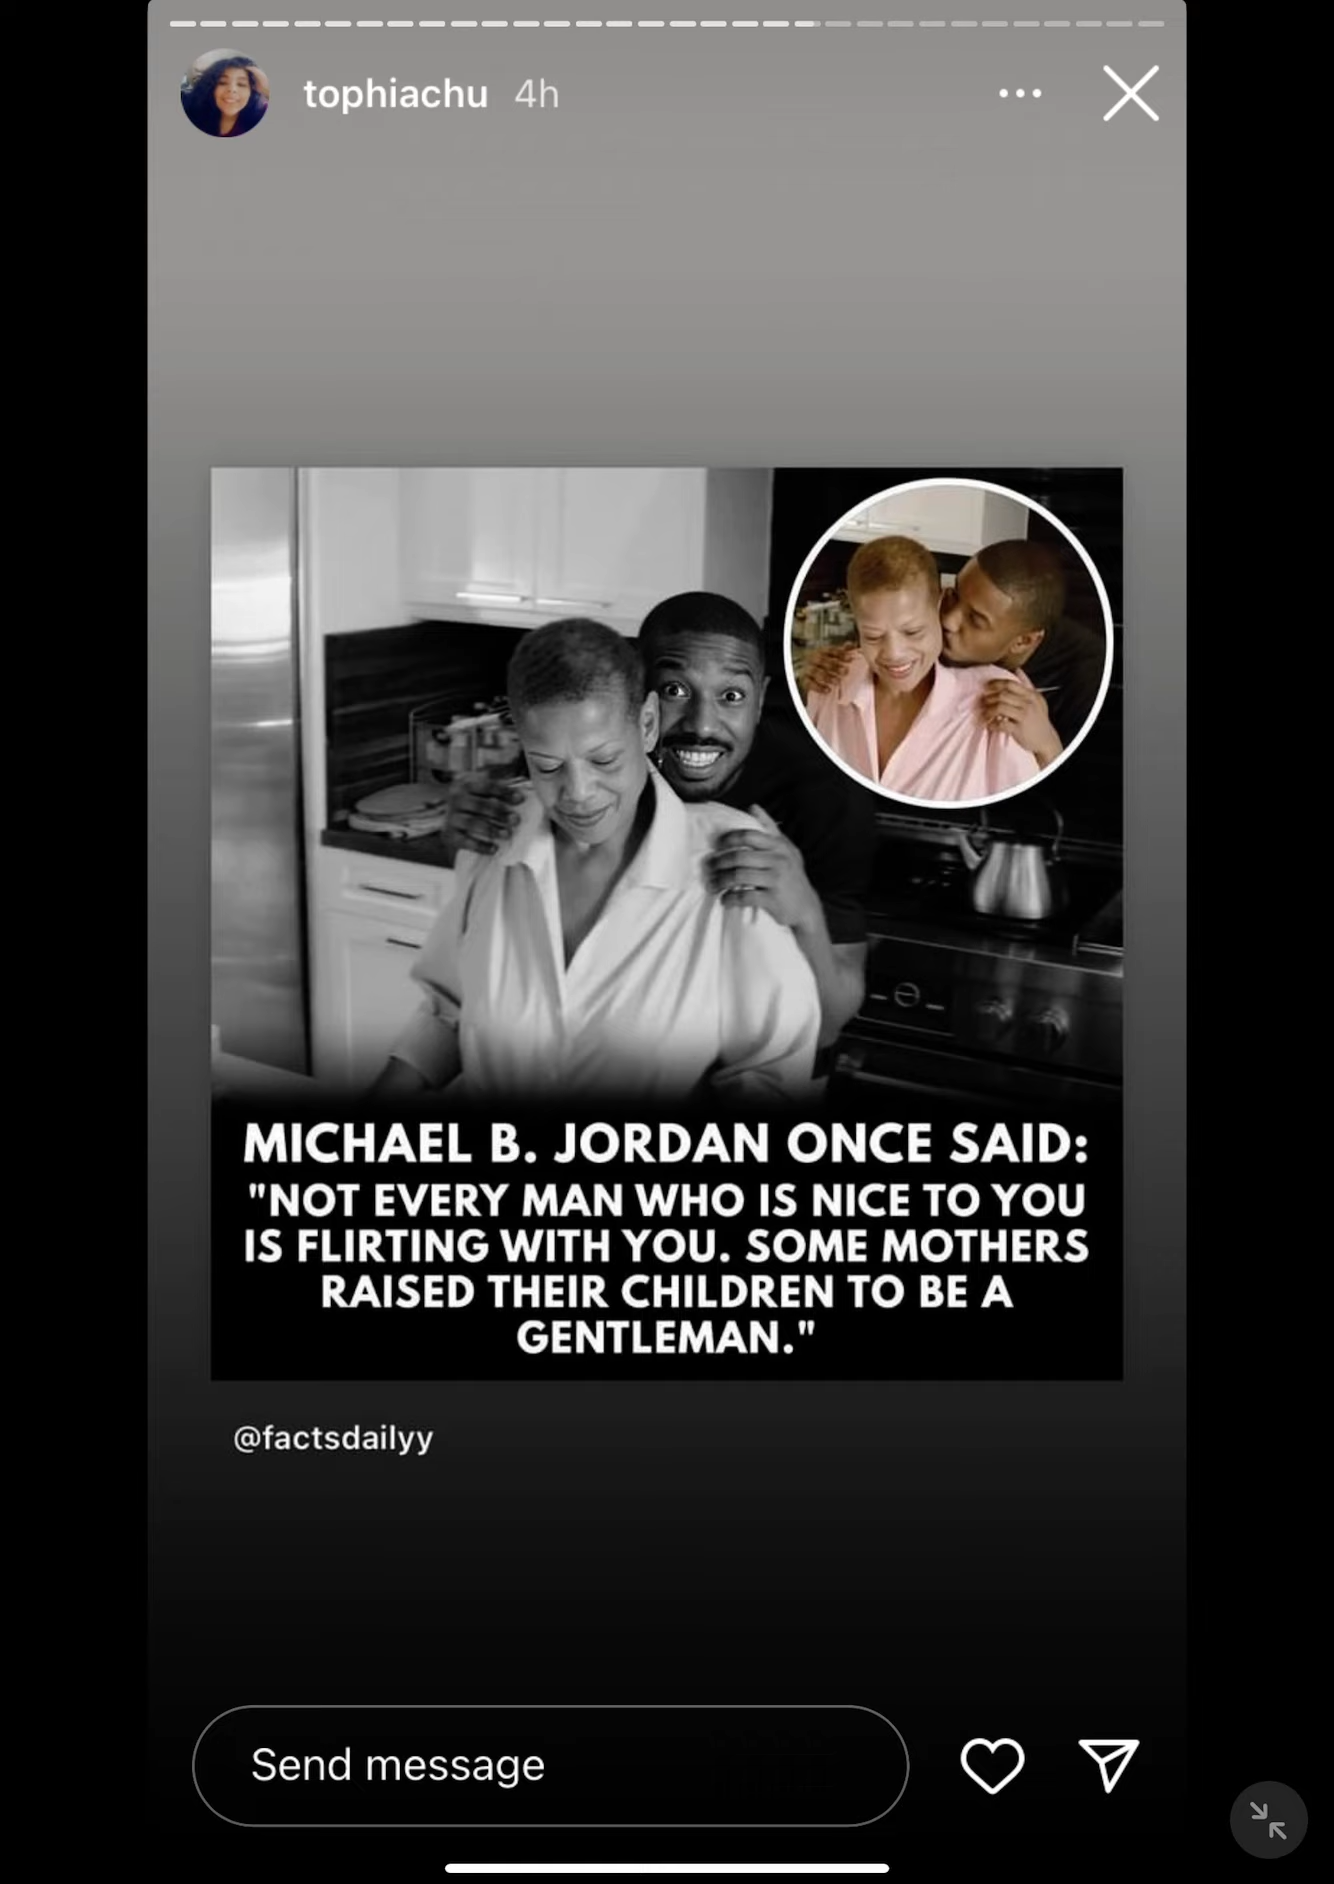 tophiachu 4h
MICHAEL B. JORDAN ONCE SAID:
"NOT EVERY MAN WHO IS NICE TO YOU
IS FLIRTING WITH YOU. SOME MOTHERS
RAISED THEIR CHILDREN TO BE A
GENTLEMAN."
@factsdailyy
Send message